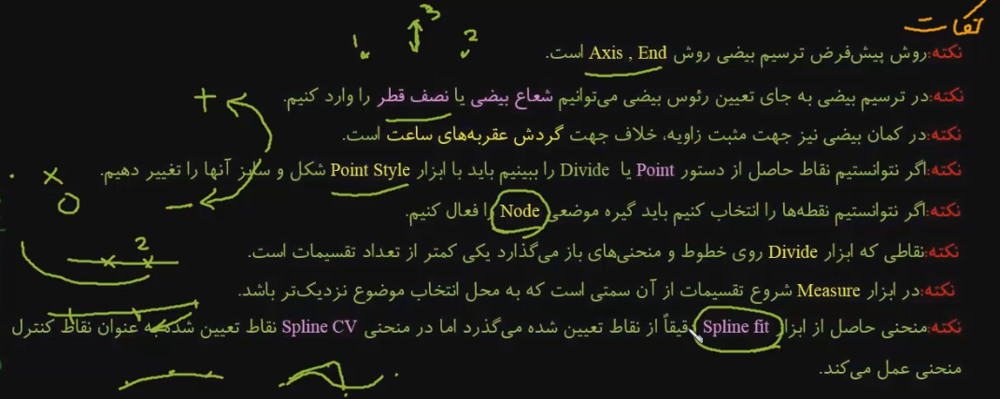 نکات
نکته:روش پیش‌فرض ترسیم بیضی روش Axis , End است.
نکته:در ترسیم بیضی به جای تعیین رئوس بیضی می‌توانیم شعاع بیضی یا نصف قطر را وارد کنیم.
نکته:در کمان بیضی نیز جهت مثبت زاویه، خلاف جهت گردش عقربه‌های ساعت است.
نکته:اگر نتوانستیم نقاط حاصل از دستور Point یا Divide را ببینیم باید با ابزار Point Style شکل و سایز آنها را تغییر دهیم.
نکته:اگر نتوانستیم نقطه‌ها را انتخاب کنیم باید گیره موضعی Node را فعال کنیم.
نکته:نقاطی که ابزار Divide روی خطوط و منحنی‌های باز می‌گذارد یکی کمتر از تعداد تقسیمات است.
نکته:در ابزار Measure شروع تقسیمات از آن سمتی است که به محل انتخاب موضوع نزدیک‌تر باشد.
نکته:منحنی حاصل از ابزار Spline fit دقیقاً از نقاط تعیین شده می‌گذرد اما در منحنی Spline CV نقاط تعیین شده به عنوان نقاط کنترل
منحنی عمل می‌کند.
1 3 2
+
−
2